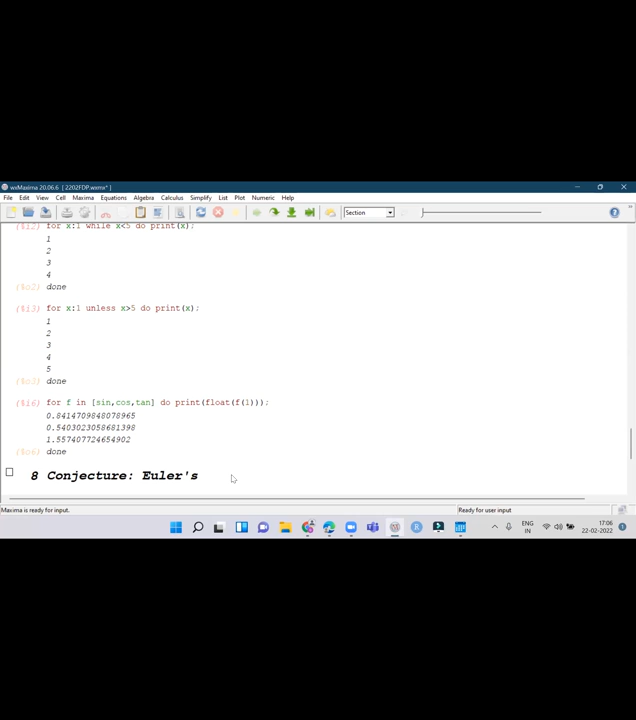 wxMaxima 20.06.6 [ 2202FDP.wxmx* ]
File Edit View Cell Maxima Equations Algebra Calculus Simplify List Plot Numeric Help
Section
(%i2) for x:1 while x<5 do print(x);
1
2
3
4
(%o2) done
(%i3) for x:1 unless x>5 do print(x);
1
2
3
4
5
(%o3) done
(%i6) for f in [sin,cos,tan] do print(float(f(1)));
0.8414709848078965
0.5403023058681398
1.557407724654902
(%o6) done
8 Conjecture: Euler's
Maxima is ready for input. Ready for user input
ENG
IN
17:06
22-02-2022